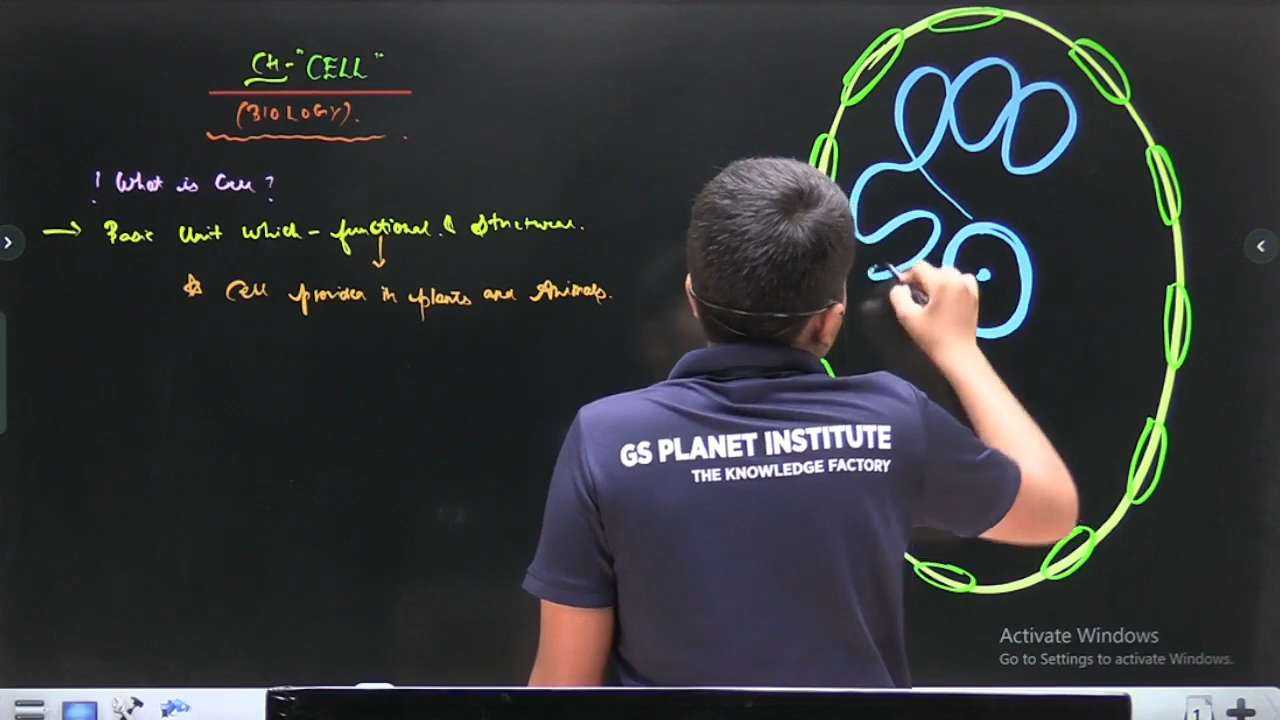 CH-"CELL"
(BIOLOGY).
! What is Cell ?
→ Basic Unit which - functional & Structural.
☆ Cell provides in plants and Animals.
GS PLANET INSTITUTE
THE KNOWLEDGE FACTORY
Activate Windows
Go to Settings to activate Windows.
1